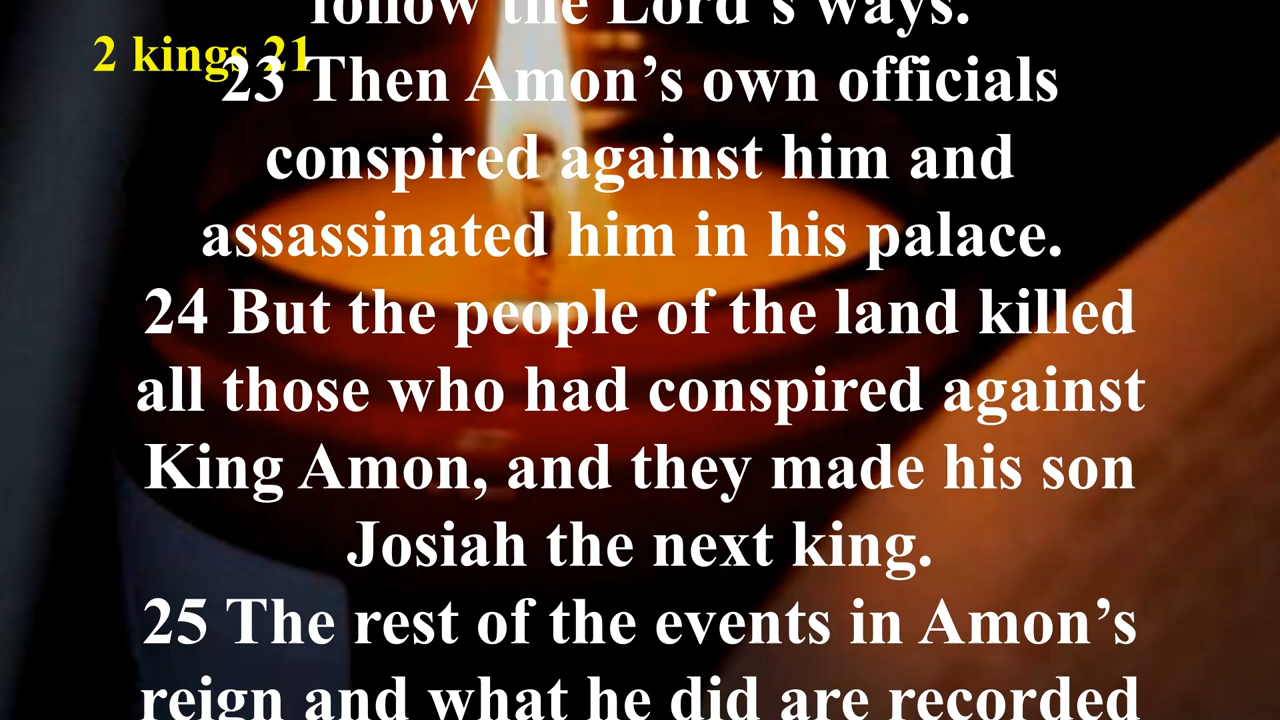 follow the Lord's ways.
2 kings 21
23 Then Amon’s own officials
conspired against him and
assassinated him in his palace.
24 But the people of the land killed
all those who had conspired against
King Amon, and they made his son
Josiah the next king.
25 The rest of the events in Amon’s
reign and what he did are recorded